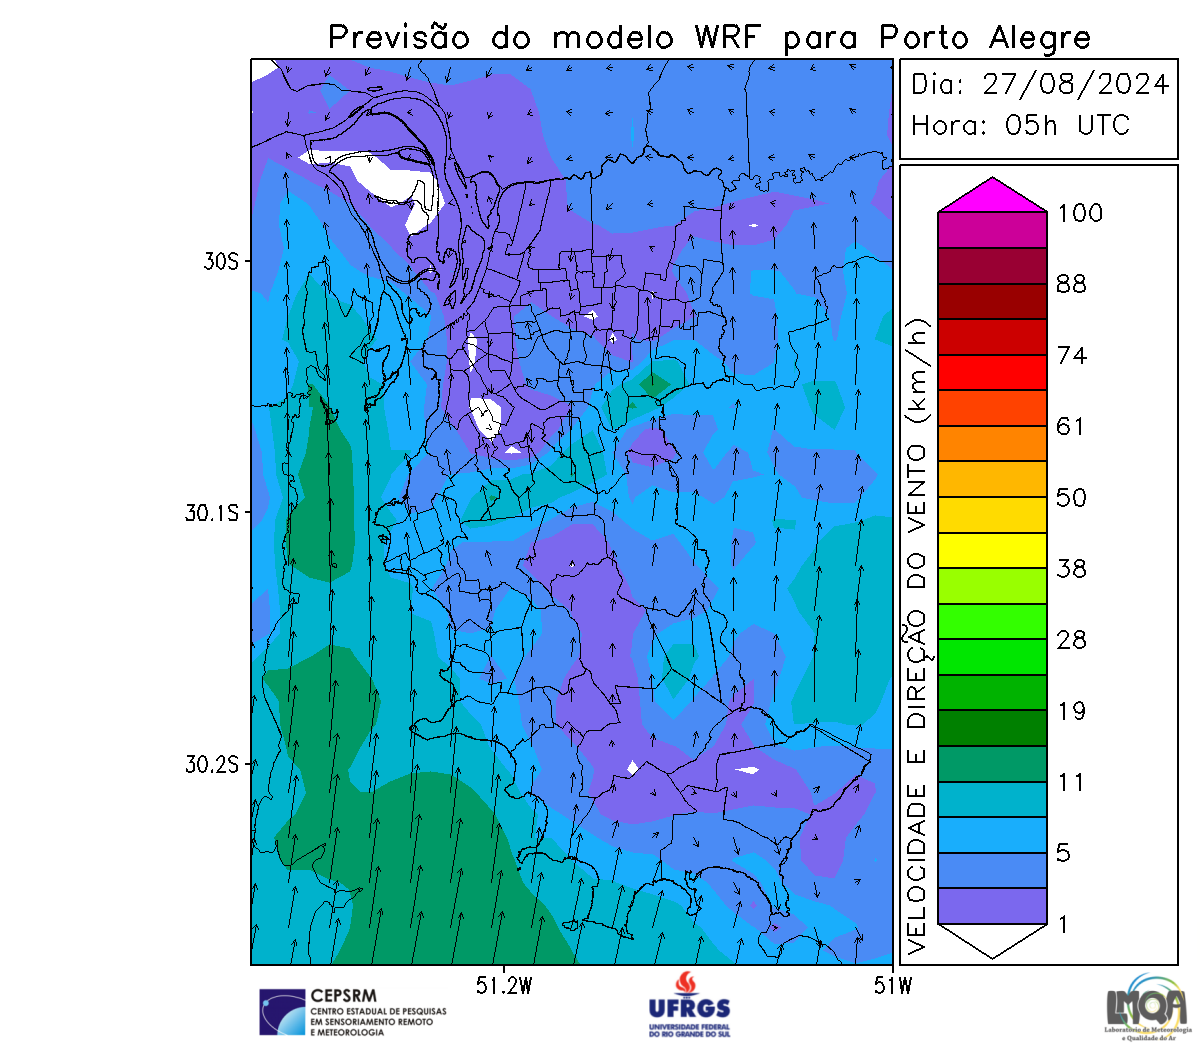 Previsão do modelo WRF para Porto Alegre
Dia: 27/08/2024
Hora: 05h UTC
30S
30.1S
30.2S
51.2W
51W
VELOCIDADE E DIREÇÃO DO VENTO (km/h)
100
88
74
61
50
38
28
19
11
5
1
CEPSRM
CENTRO ESTADUAL DE PESQUISAS
EM SENSORIAMENTO REMOTO
E METEOROLOGIA
UFRGS
UNIVERSIDADE FEDERAL
DO RIO GRANDE DO SUL
LMQA
Laboratório de Meteorologia
e Qualidade do Ar